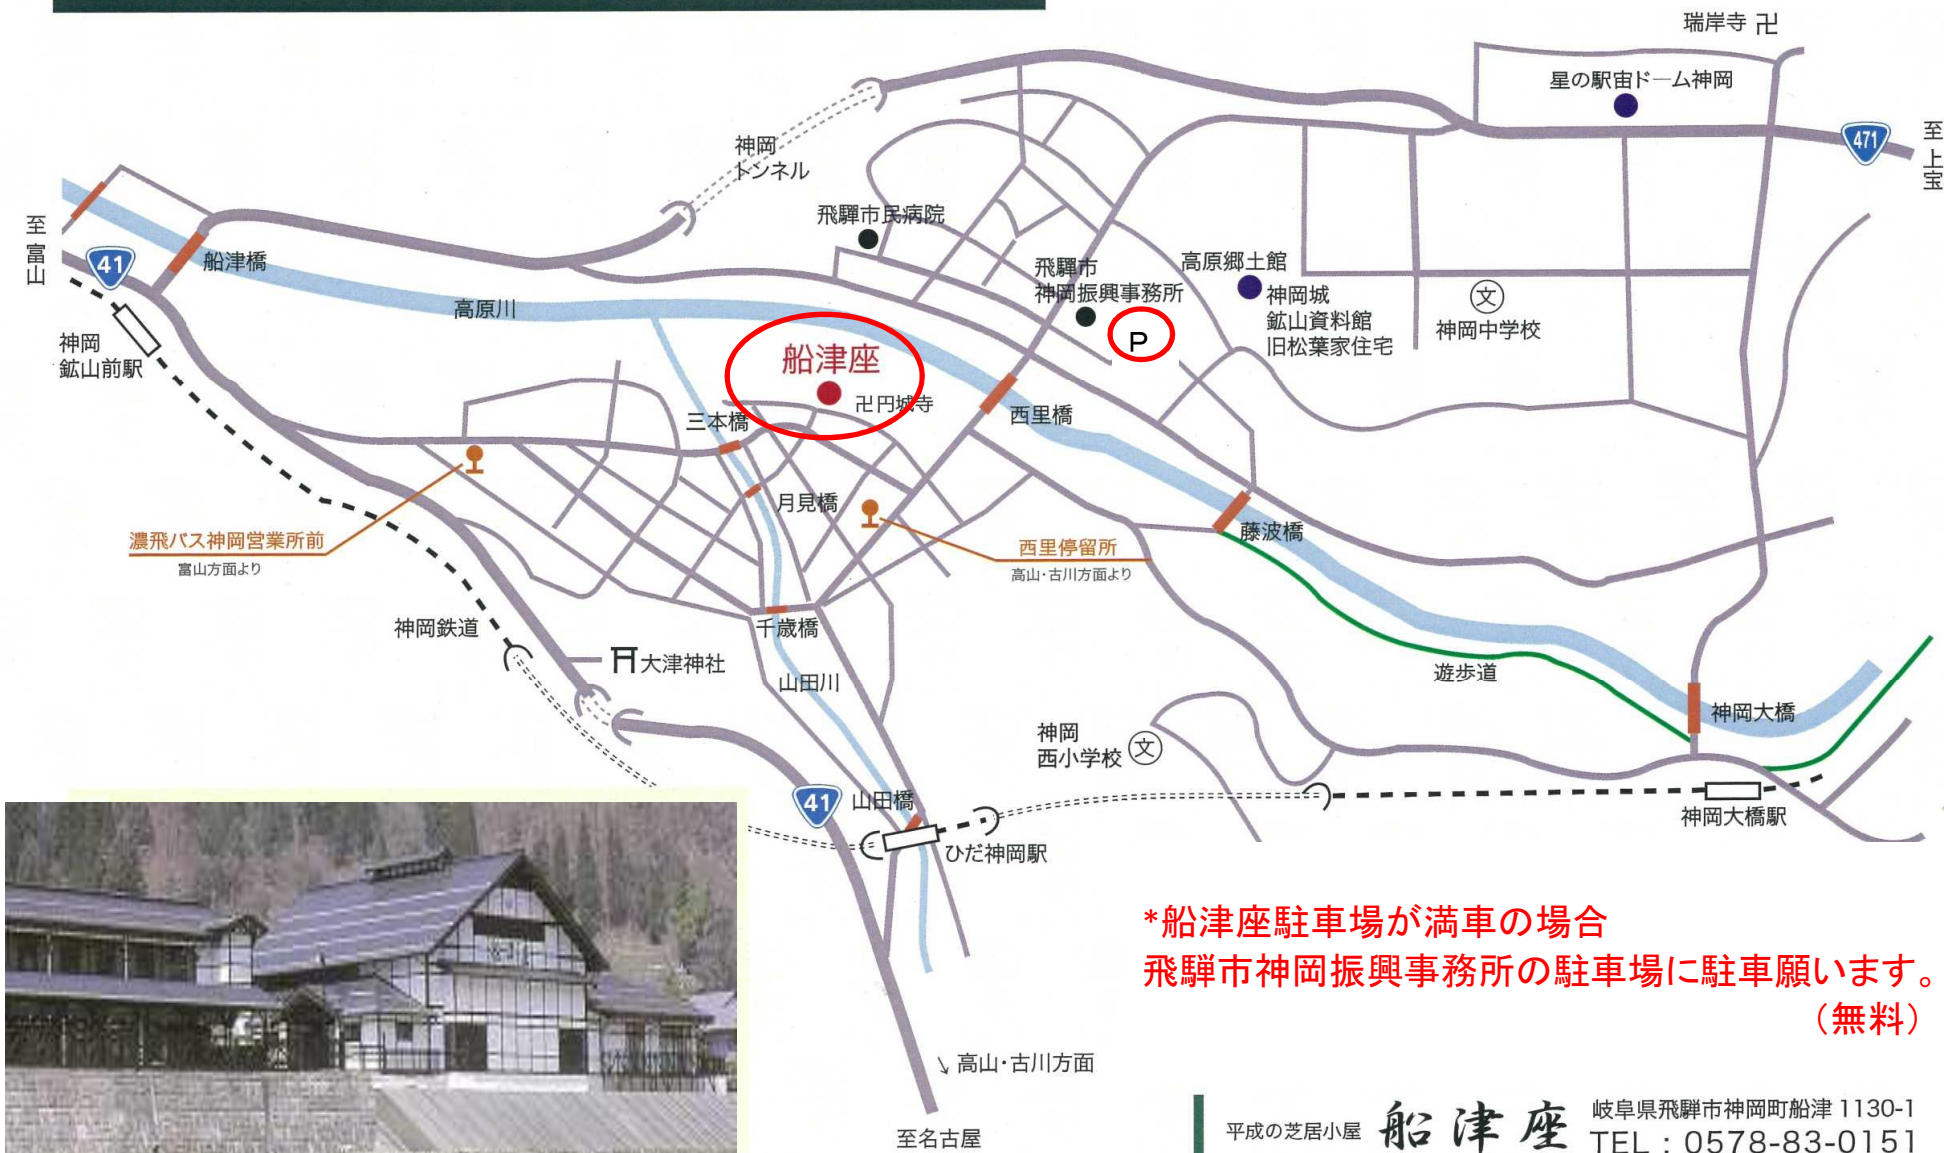 瑞岸寺 卍
星の駅宙ドーム神岡
471
至上宝
神岡
トンネル
飛騨市民病院
至富山
41
船津橋
高原川
飛騨市
神岡振興事務所
P
高原郷土館
神岡城
鉱山資料館
旧松葉家住宅
文
神岡中学校
神岡
鉱山前駅
船津座
卍円城寺
三本橋
西里橋
月見橋
濃飛バス神岡営業所前
富山方面より
西里停留所
高山・古川方面より
藤波橋
神岡鉄道
千歳橋
大津神社
山田川
遊歩道
神岡大橋
神岡
西小学校
文
41
山田橋
ひだ神岡駅
神岡大橋駅
*船津座駐車場が満車の場合
飛騨市神岡振興事務所の駐車場に駐車願います。
（無料）
↘ 高山・古川方面
至名古屋
平成の芝居小屋 船津座
岐阜県飛騨市神岡町船津 1130-1
TEL：0578-83-0151